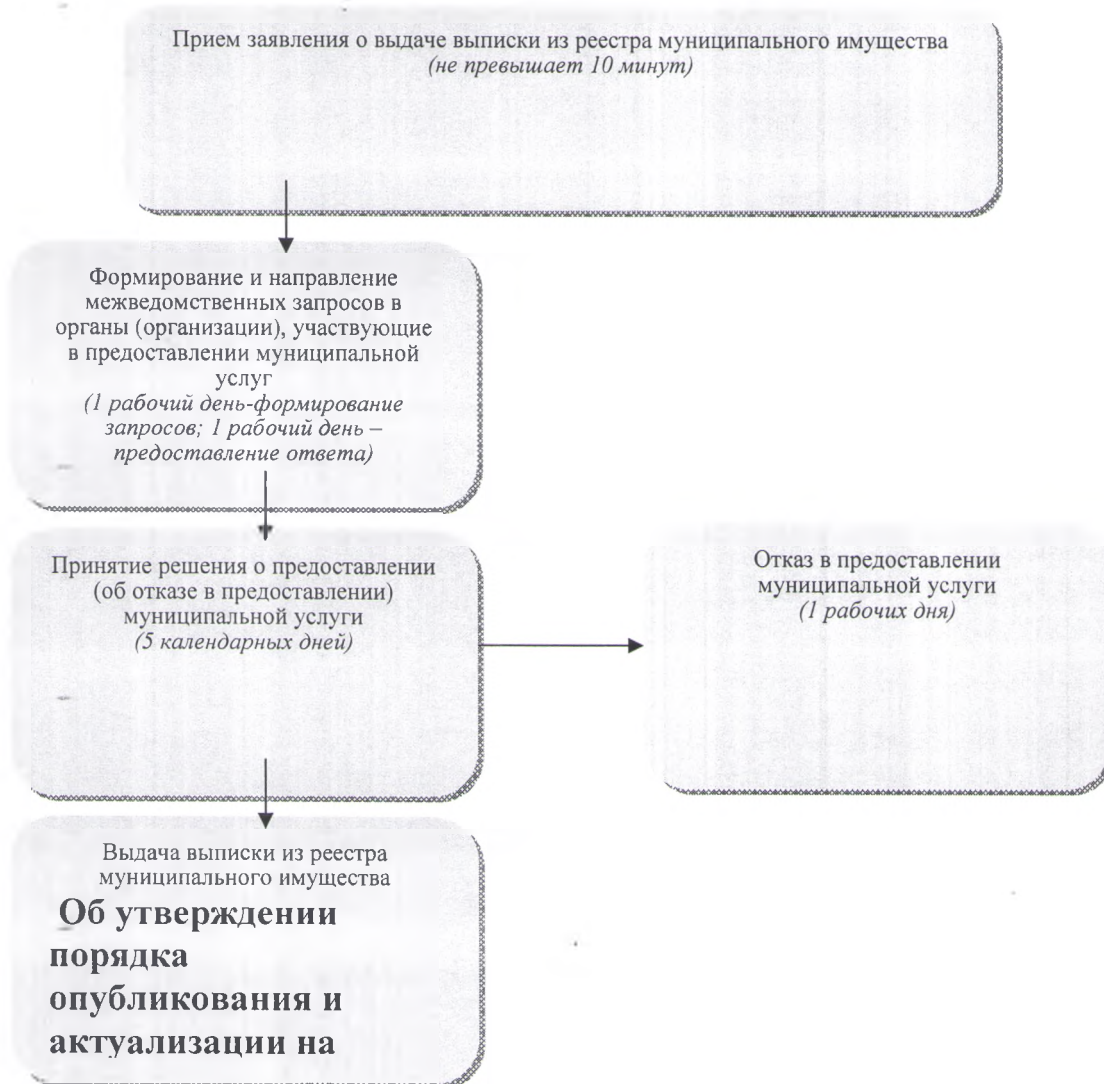 Прием заявления о выдаче выписки из реестра муниципального имущества
(не превышает 10 минут)
Формирование и направление
межведомственных запросов в
органы (организации), участвующие
в предоставлении муниципальной
услуг
(1 рабочий день-формирование
запросов; 1 рабочий день –
предоставление ответа)
Принятие решения о предоставлении
(об отказе в предоставлении)
муниципальной услуги
(5 календарных дней)
Отказ в предоставлении
муниципальной услуги
(1 рабочих дня)
Выдача выписки из реестра
муниципального имущества
Об утверждении
порядка
опубликования и
актуализации на